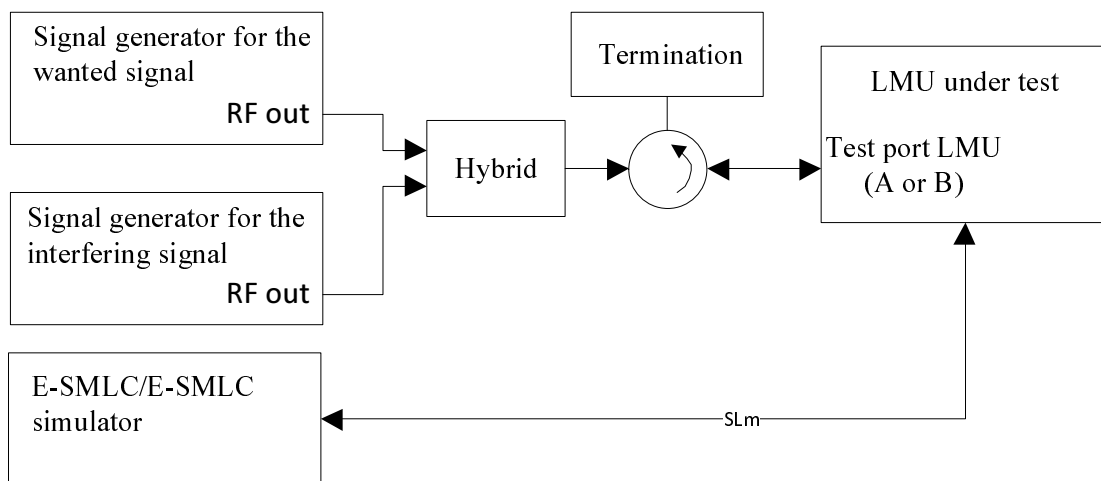 Signal generator for the
wanted signal
RF out
Termination
LMU under test
Test port LMU
(A or B)
Hybrid
Signal generator for the
interfering signal
RF out
E-SMLC/E-SMLC
simulator
SLm